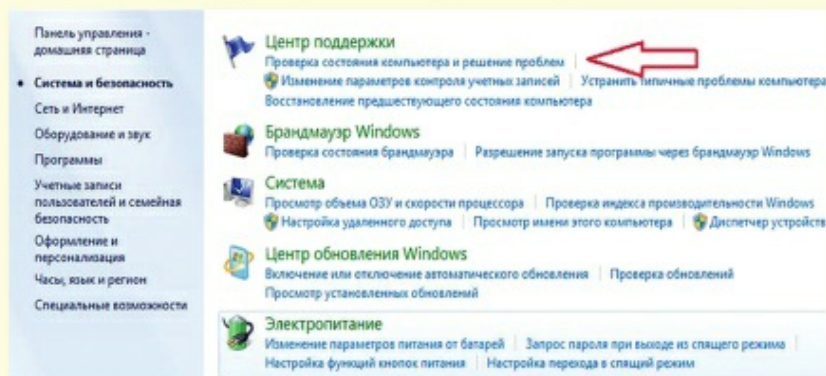 Панель управления -
домашняя страница
Система и безопасность
Сеть и Интернет
Оборудование и звук
Программы
Учетные записи
пользователей и семейная
безопасность
Оформление и
персонализация
Часы, язык и регион
Специальные возможности
Центр поддержки
Проверка состояния компьютера и решение проблем
Изменение параметров контроля учетных записей | Устранить типичные проблемы компьютера
Восстановление предшествующего состояния компьютера
Брандмауэр Windows
Проверка состояния брандмауэра | Разрешение запуска программы через брандмауэр Windows
Система
Просмотр объема ОЗУ и скорости процессора | Проверка индекса производительности Windows
Настройка удаленного доступа | Просмотр имени этого компьютера | Диспетчер устройств
Центр обновления Windows
Включение или отключение автоматического обновления | Проверка обновлений
Просмотр установленных обновлений
Электропитание
Изменение параметров питания от батарей | Запрос пароля при выходе из спящего режима
Настройка функций кнопок питания | Настройка перехода в спящий режим